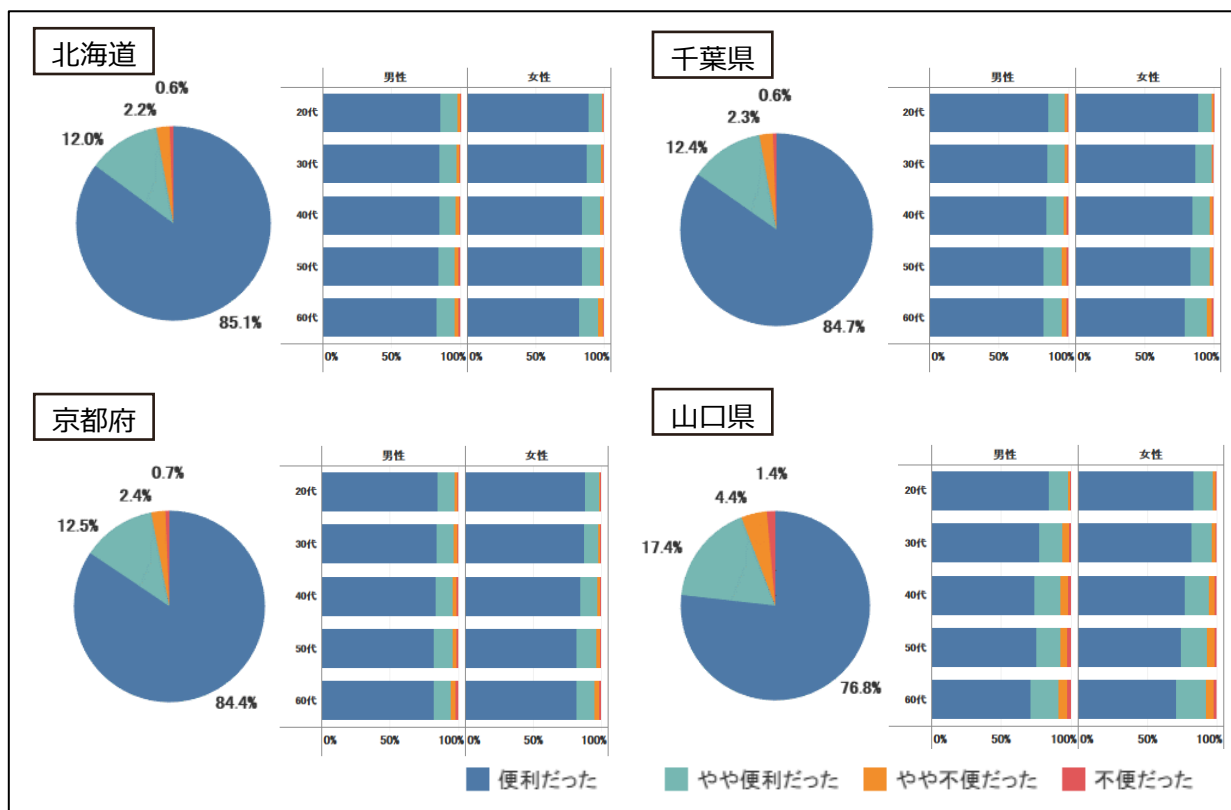 北海道
0.6%
2.2%
12.0%
85.1%
男性 女性
20代
30代
40代
50代
60代
0% 50% 100% 0% 50% 100%
千葉県
0.6%
2.3%
12.4%
84.7%
男性 女性
20代
30代
40代
50代
60代
0% 50% 100% 0% 50% 100%
京都府
0.7%
2.4%
12.5%
84.4%
男性 女性
20代
30代
40代
50代
60代
0% 50% 100% 0% 50% 100%
山口県
1.4%
4.4%
17.4%
76.8%
男性 女性
20代
30代
40代
50代
60代
0% 50% 100% 0% 50% 100%
便利だった やや便利だった やや不便だった 不便だった